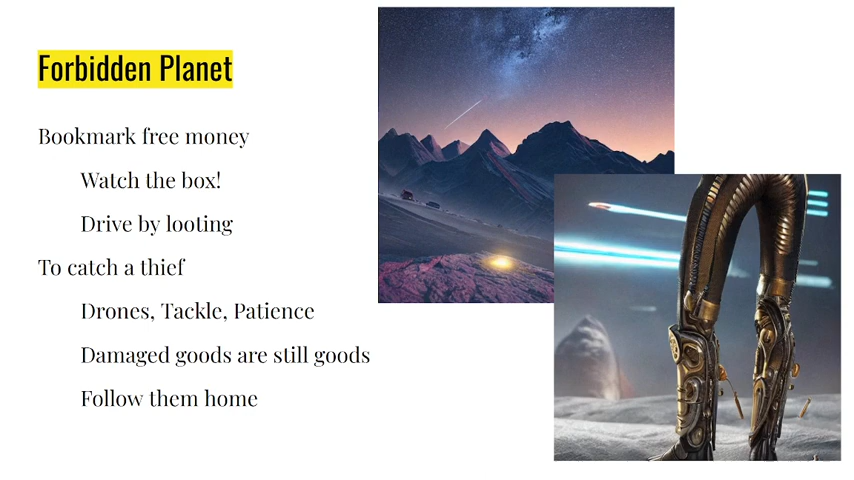 Forbidden Planet
Bookmark free money
Watch the box!
Drive by looting
To catch a thief
Drones, Tackle, Patience
Damaged goods are still goods
Follow them home